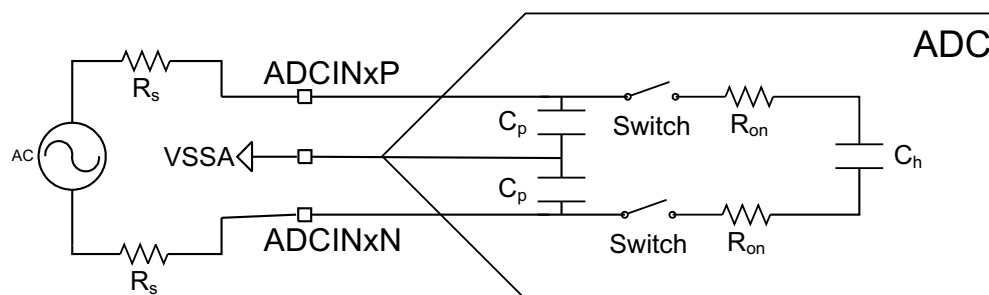 ADC
ADCINxP
Rs
Cp
Switch
Ron
AC
VSSA
Ch
Cp
ADCINxN
Rs
Switch
Ron